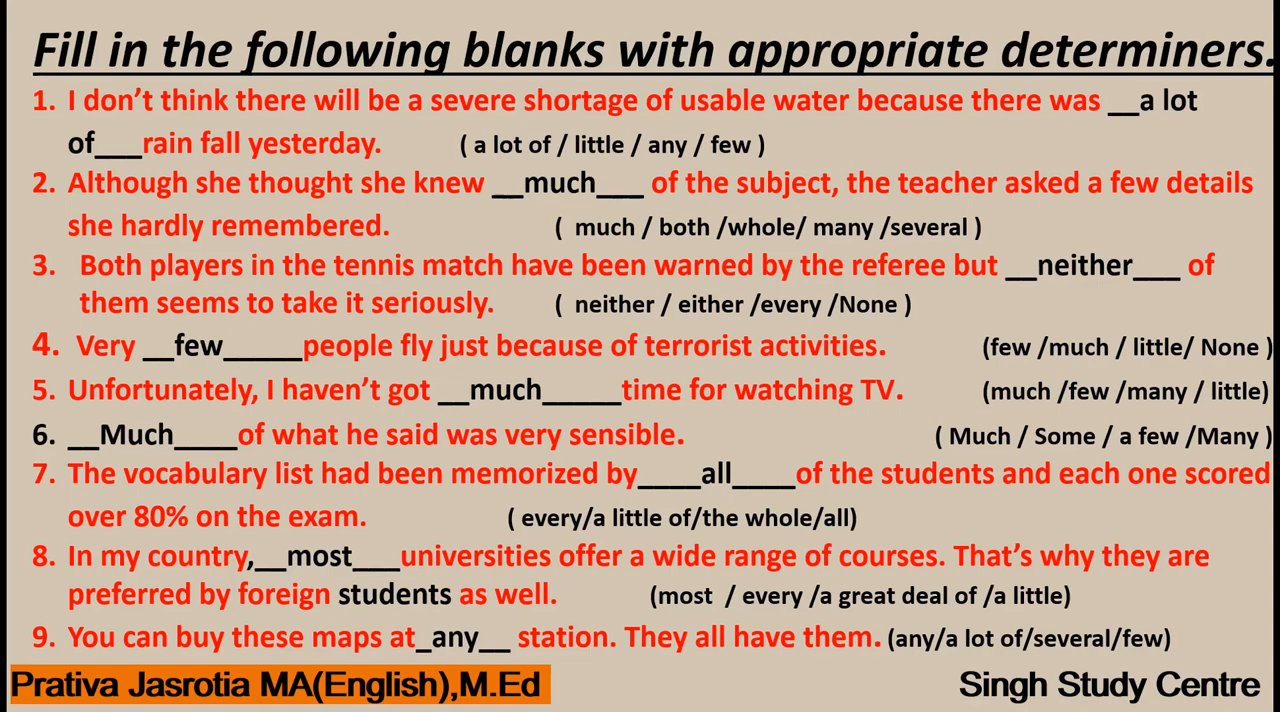 Fill in the following blanks with appropriate determiners.
1. I don't think there will be a severe shortage of usable water because there was __a lot
of___rain fall yesterday. ( a lot of / little / any / few )
2. Although she thought she knew __much___ of the subject, the teacher asked a few details
she hardly remembered. ( much / both /whole/ many /several )
3. Both players in the tennis match have been warned by the referee but __neither___ of
them seems to take it seriously. ( neither / either /every /None )
4. Very __few_____people fly just because of terrorist activities. (few /much / little/ None )
5. Unfortunately, I haven't got __much_____time for watching TV. (much /few /many / little)
6. __Much____of what he said was very sensible. ( Much / Some / a few /Many )
7. The vocabulary list had been memorized by____all____of the students and each one scored
over 80% on the exam. ( every/a little of/the whole/all)
8. In my country,__most___universities offer a wide range of courses. That's why they are
preferred by foreign students as well. (most / every /a great deal of /a little)
9. You can buy these maps at_any__ station. They all have them. (any/a lot of/several/few)
Prativa Jasrotia MA(English),M.Ed Singh Study Centre